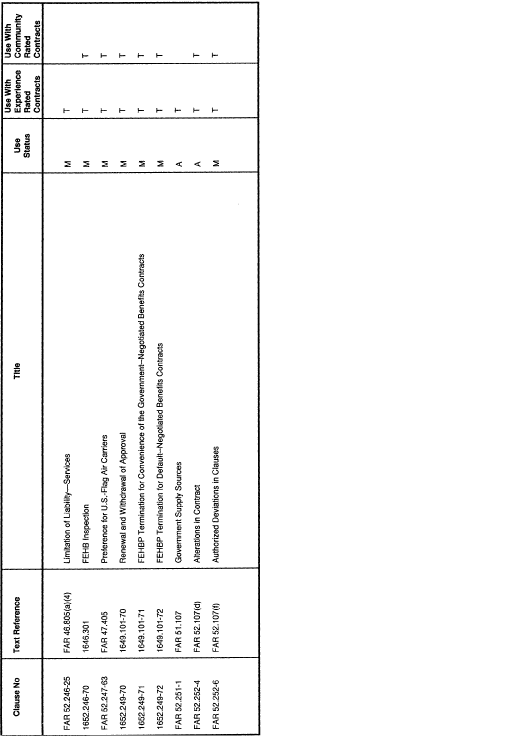 Clause No	Text Reference	Title	Use Status	Use With Experience Rated Contracts	Use With Community Rated Contracts
FAR 52.246-25	FAR 46.805(a)(4)	Limitation of Liability—Services	M	T
1652.246-70	1646.301	FEHB Inspection	M	T	T
FAR 52.247-63	FAR 47.405	Preference for U.S.-Flag Air Carriers	M	T	T
1652.249-70	1649.101-70	Renewal and Withdrawal of Approval	M	T	T
1652.249-71	1649.101-71	FEHBP Termination for Convenience of the Government—Negotiated Benefits Contracts	M	T	T
1652.249-72	1649.101-72	FEHBP Termination for Default—Negotiated Benefits Contracts	M	T	T
FAR 52.251-1	FAR 51.107	Government Supply Sources	A	T
FAR 52.252-4	FAR 52.107(d)	Alterations in Contract	A	T	T
FAR 52.252-6	FAR 52.107(f)	Authorized Deviations in Clauses	M	T	T